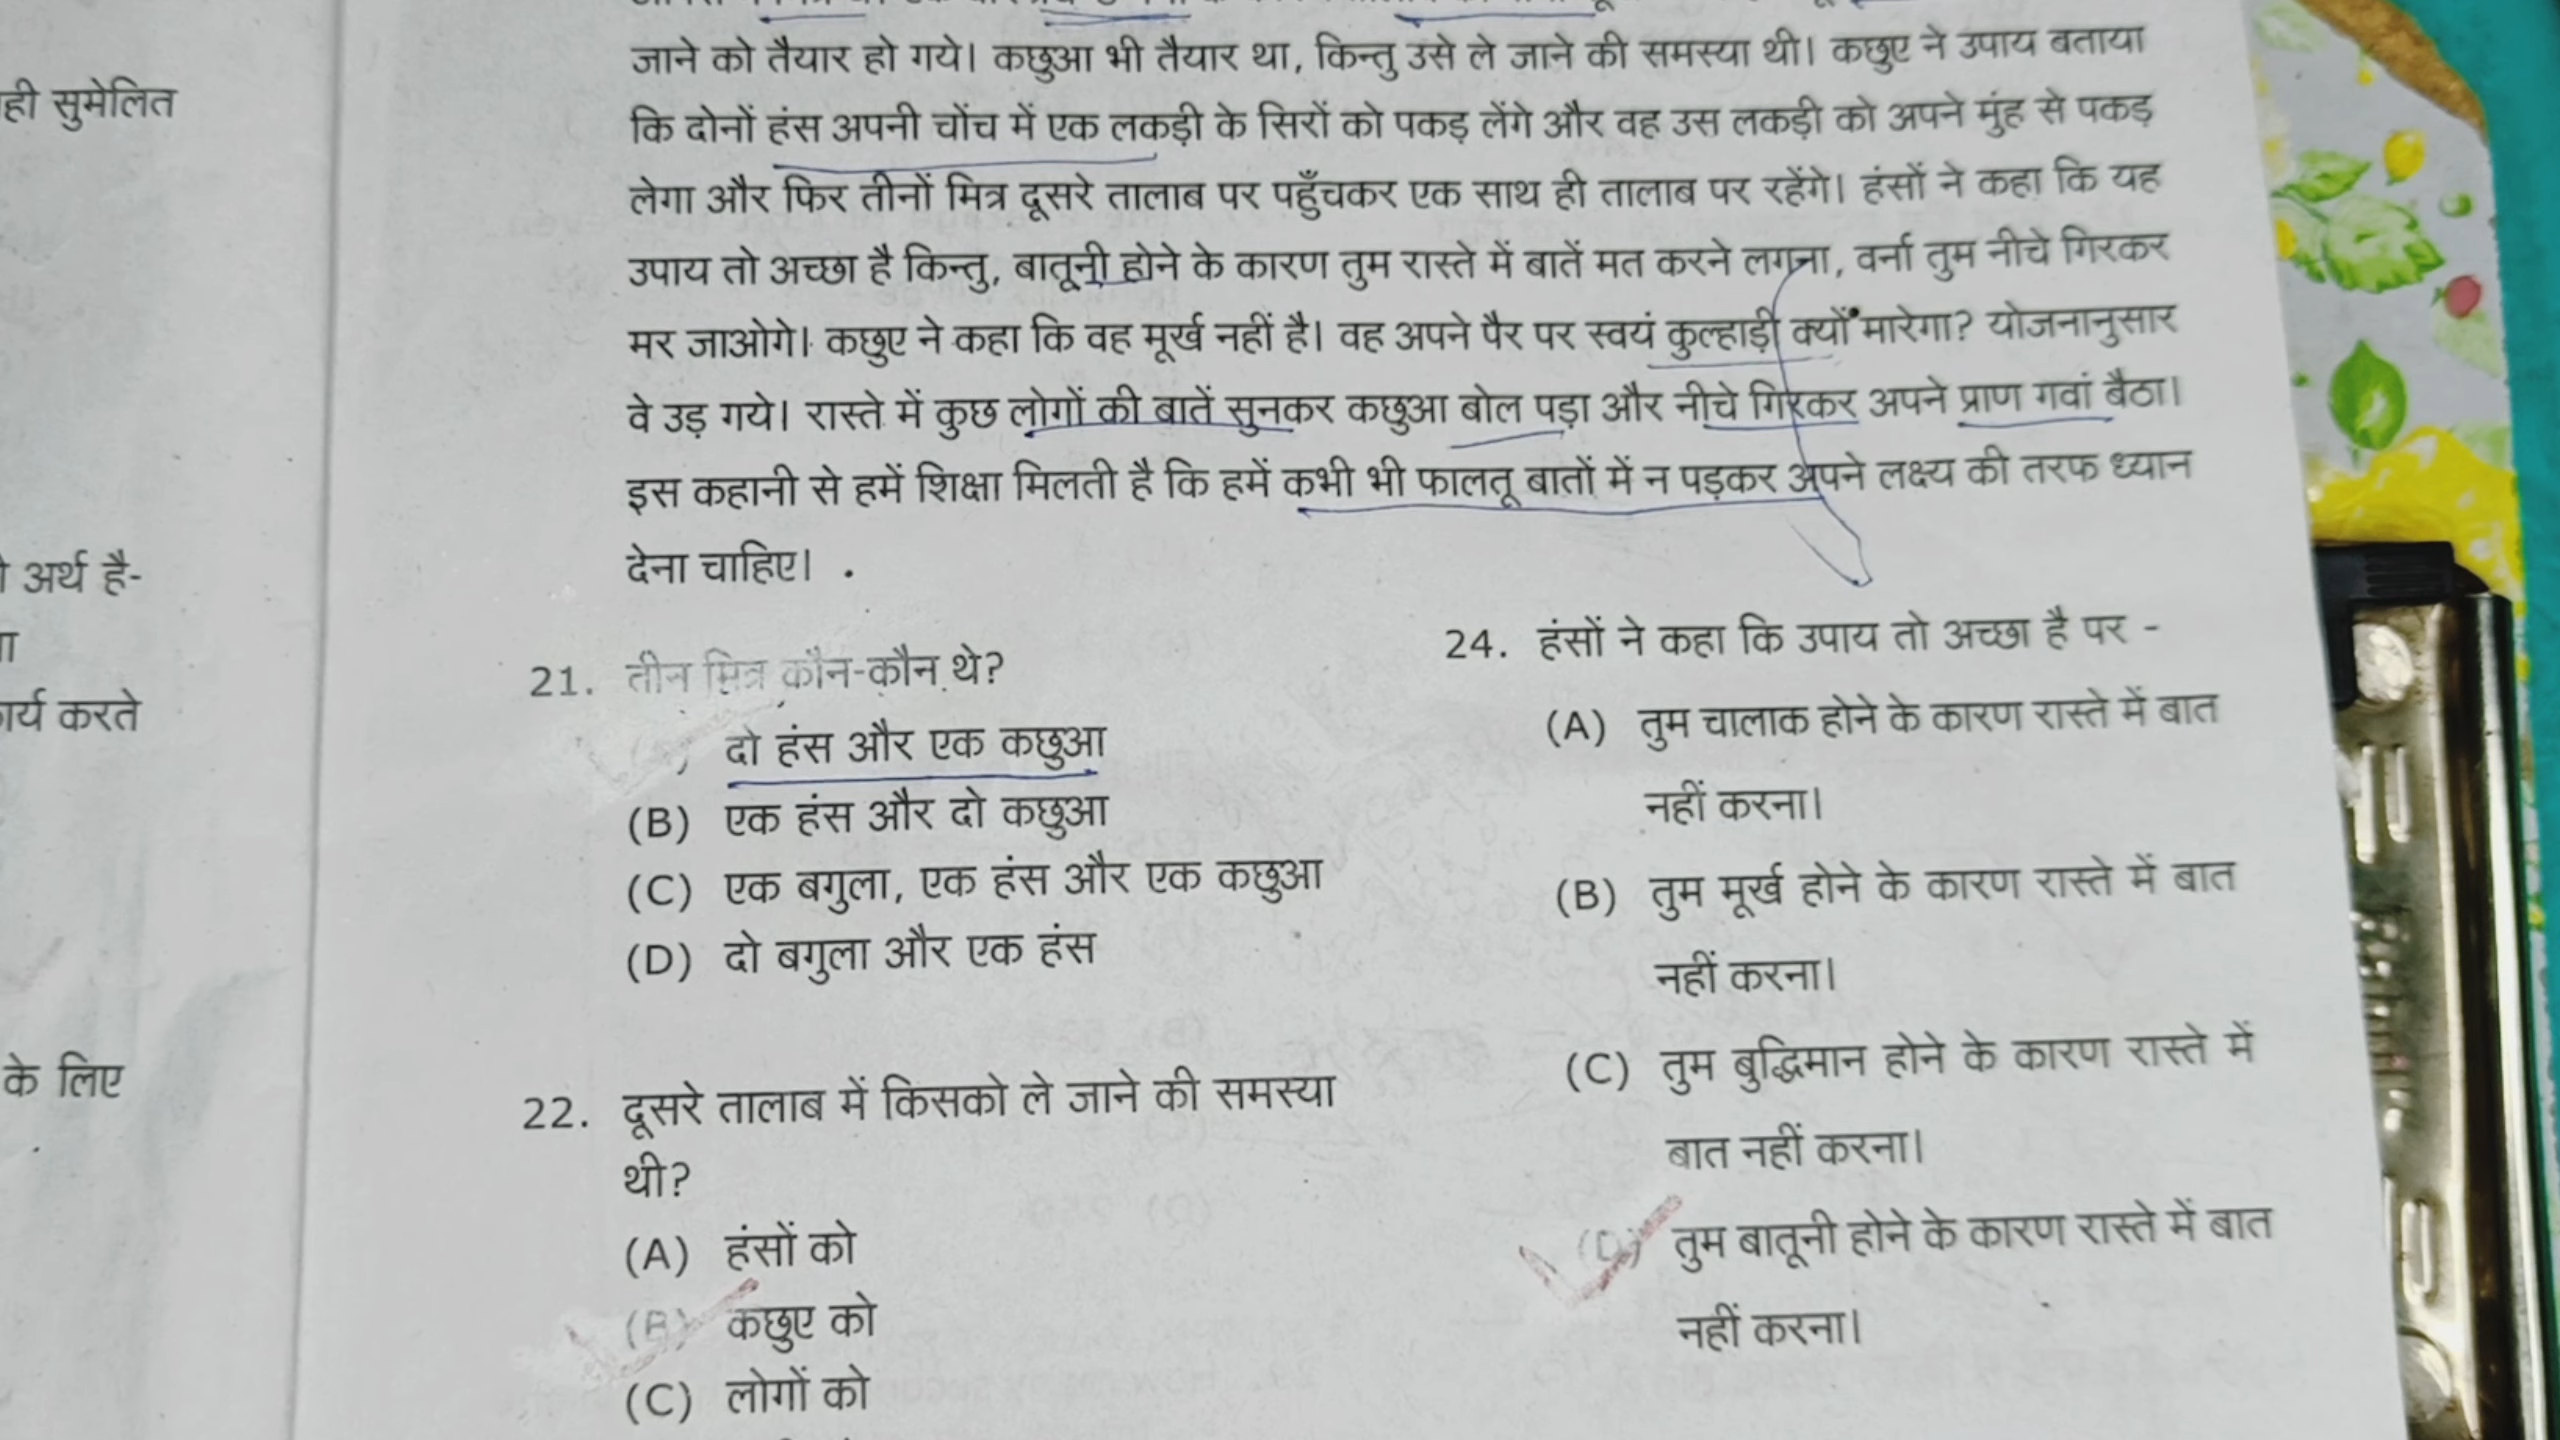 ही सुमेलित
अर्थ है-
कार्य करते
के लिए
जाने को तैयार हो गये। कछुआ भी तैयार था, किन्तु उसे ले जाने की समस्या थी। कछुए ने उपाय बताया
कि दोनों हंस अपनी चोंच में एक लकड़ी के सिरों को पकड़ लेंगे और वह उस लकड़ी को अपने मुंह से पकड़
लेगा और फिर तीनों मित्र दूसरे तालाब पर पहुँचकर एक साथ ही तालाब पर रहेंगे। हंसों ने कहा कि यह
उपाय तो अच्छा है किन्तु, बातूनी होने के कारण तुम रास्ते में बातें मत करने लगना, वर्ना तुम नीचे गिरकर
मर जाओगे। कछुए ने कहा कि वह मूर्ख नहीं है। वह अपने पैर पर स्वयं कुल्हाड़ी क्यों मारेगा? योजनानुसार
वे उड़ गये। रास्ते में कुछ लोगों की बातें सुनकर कछुआ बोल पड़ा और नीचे गिरकर अपने प्राण गवां बैठा।
इस कहानी से हमें शिक्षा मिलती है कि हमें कभी भी फालतू बातों में न पड़कर अपने लक्ष्य की तरफ ध्यान
देना चाहिए।
21. तीन मित्र कौन-कौन थे?
दो हंस और एक कछुआ
(B) एक हंस और दो कछुआ
(C) एक बगुला, एक हंस और एक कछुआ
(D) दो बगुला और एक हंस
22. दूसरे तालाब में किसको ले जाने की समस्या
थी?
(A) हंसों को
(B) कछुए को
(C) लोगों को
24. हंसों ने कहा कि उपाय तो अच्छा है पर -
(A) तुम चालाक होने के कारण रास्ते में बात
नहीं करना।
(B) तुम मूर्ख होने के कारण रास्ते में बात
नहीं करना।
(C) तुम बुद्धिमान होने के कारण रास्ते में
बात नहीं करना।
(D) तुम बातूनी होने के कारण रास्ते में बात
नहीं करना।